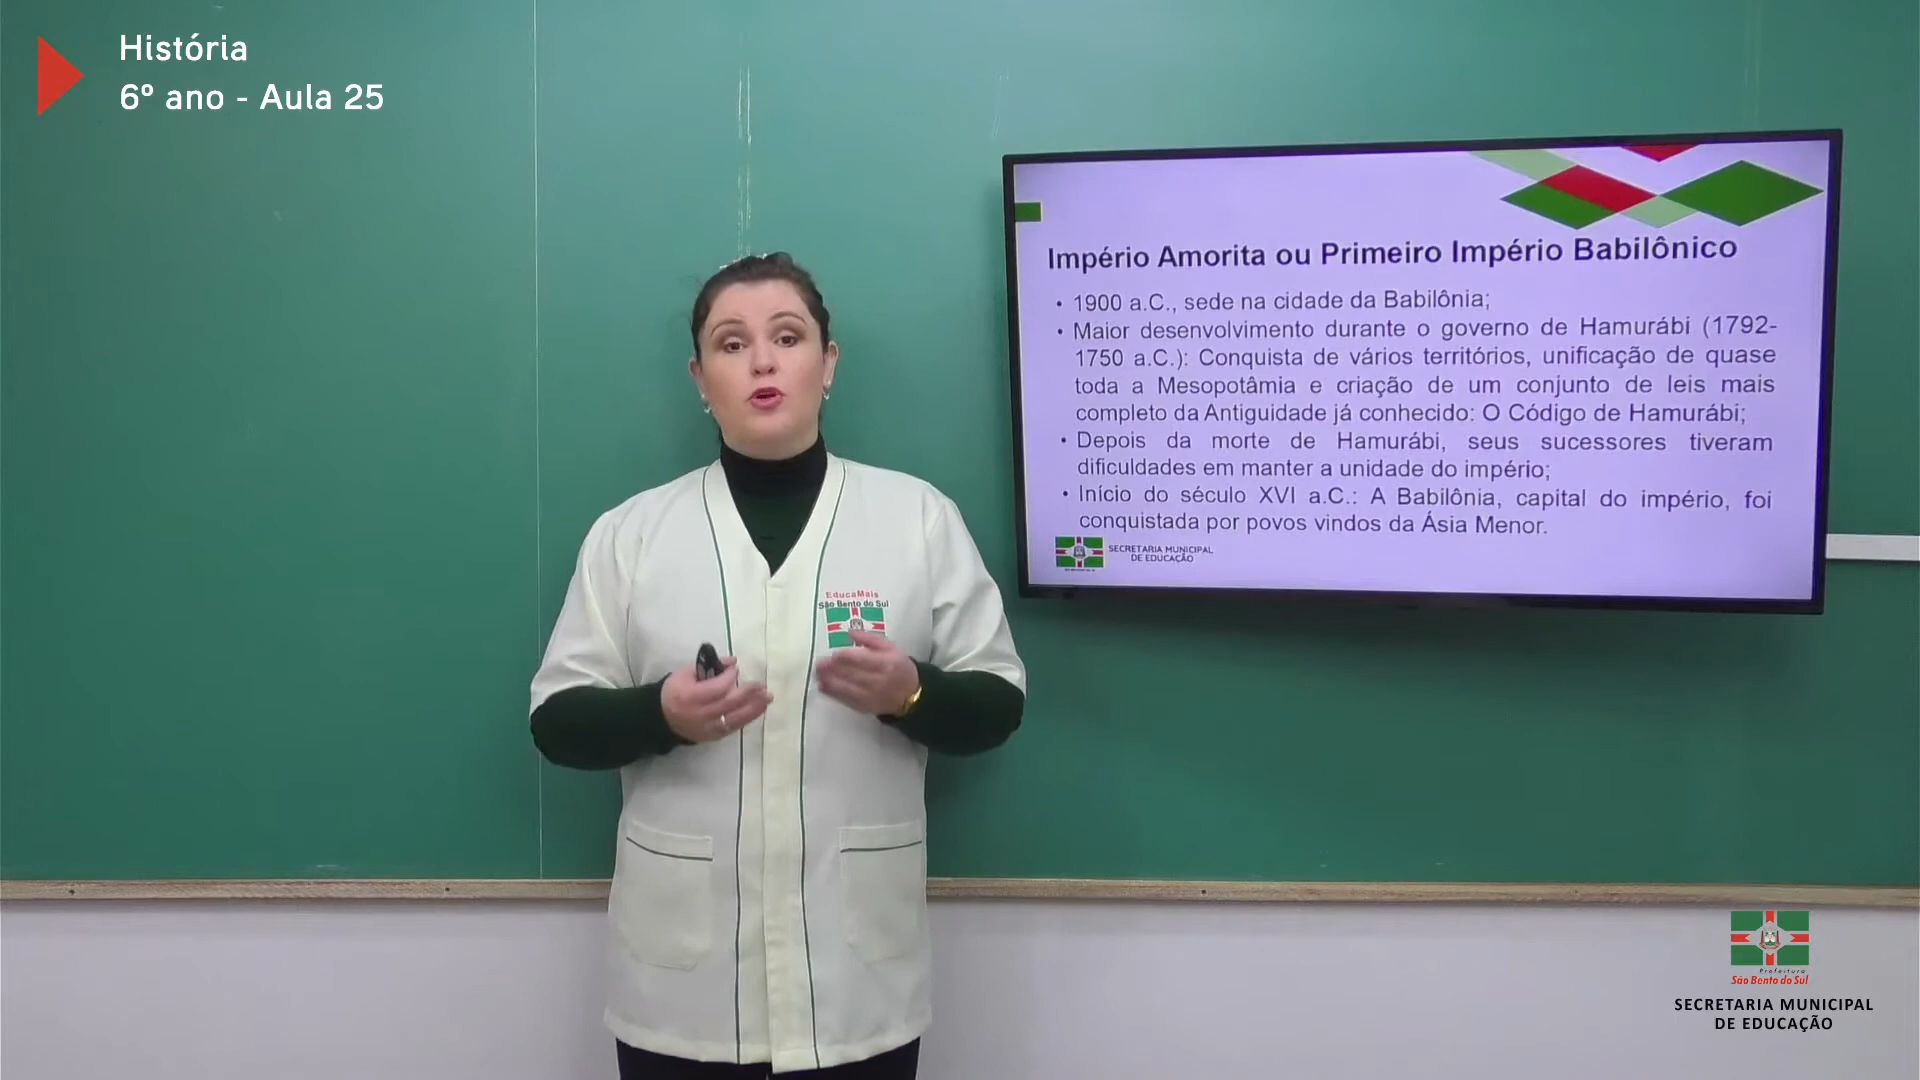 História
6º ano - Aula 25
Império Amorita ou Primeiro Império Babilônico
• 1900 a.C., sede na cidade da Babilônia;
• Maior desenvolvimento durante o governo de Hamurábi (1792-
1750 a.C.): Conquista de vários territórios, unificação de quase
toda a Mesopotâmia e criação de um conjunto de leis mais
completo da Antiguidade já conhecido: O Código de Hamurábi;
• Depois da morte de Hamurábi, seus sucessores tiveram
dificuldades em manter a unidade do império;
• Início do século XVI a.C.: A Babilônia, capital do império, foi
conquistada por povos vindos da Ásia Menor.
SECRETARIA MUNICIPAL
DE EDUCAÇÃO
EducaMais
São Bento do Sul
Prefeitura
São Bento do Sul
SECRETARIA MUNICIPAL
DE EDUCAÇÃO